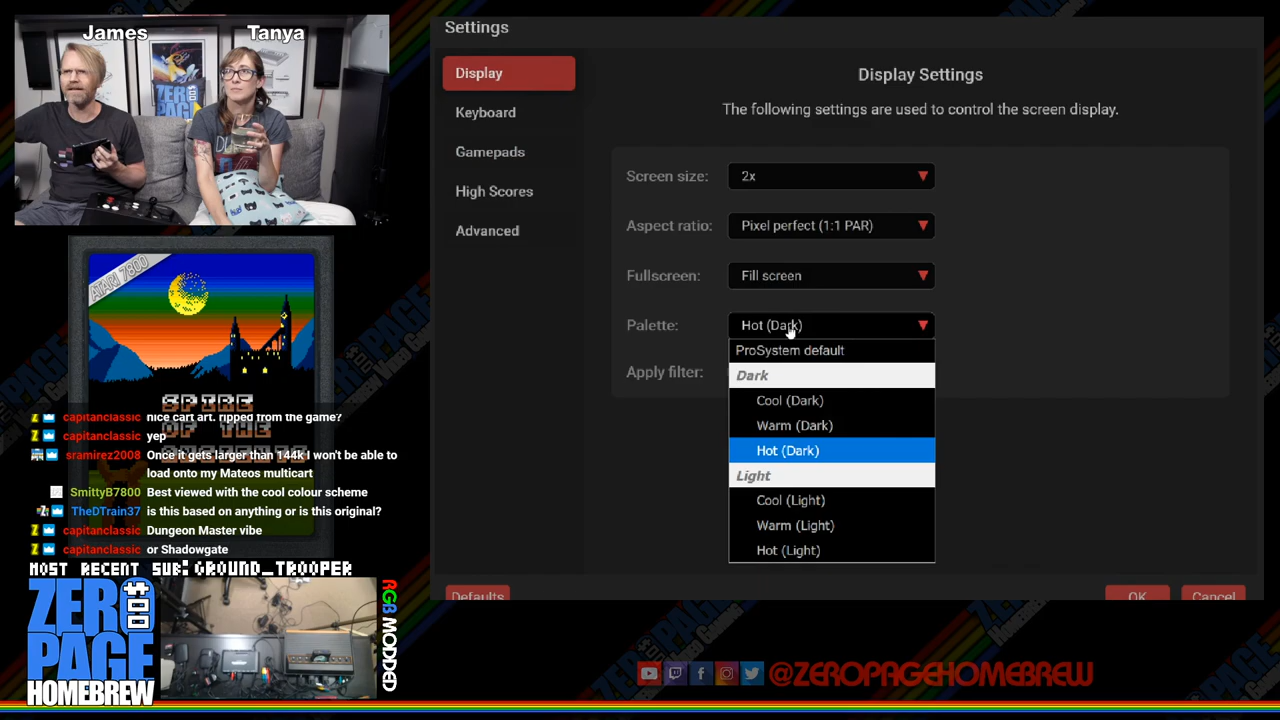 James
Tanya
ATARI 7800
SPIRE
OF THE
capitanclassic nice cart art. ripped from the game?
capitanclassic yep
sramirez2008 Once it gets larger than 144k I won't be able to
load onto my Mateos multicart
SmittyB7800 Best viewed with the cool colour scheme
TheDTrain37 is this based on anything or is this original?
capitanclassic Dungeon Master vibe
capitanclassic or Shadowgate
MOST RECENT SUB: GROUND_TROOPER
ZERO
PAGE
HOMEBREW
RGB MODDED
Settings
Display
Keyboard
Gamepads
High Scores
Advanced
Display Settings
The following settings are used to control the screen display.
Screen size: 2x
Aspect ratio: Pixel perfect (1:1 PAR)
Fullscreen: Fill screen
Palette: Hot (Dark)
ProSystem default
Dark
Cool (Dark)
Warm (Dark)
Hot (Dark)
Light
Cool (Light)
Warm (Light)
Hot (Light)
Apply filter:
Defaults
OK
Cancel
@ZEROPAGEHOMEBREW